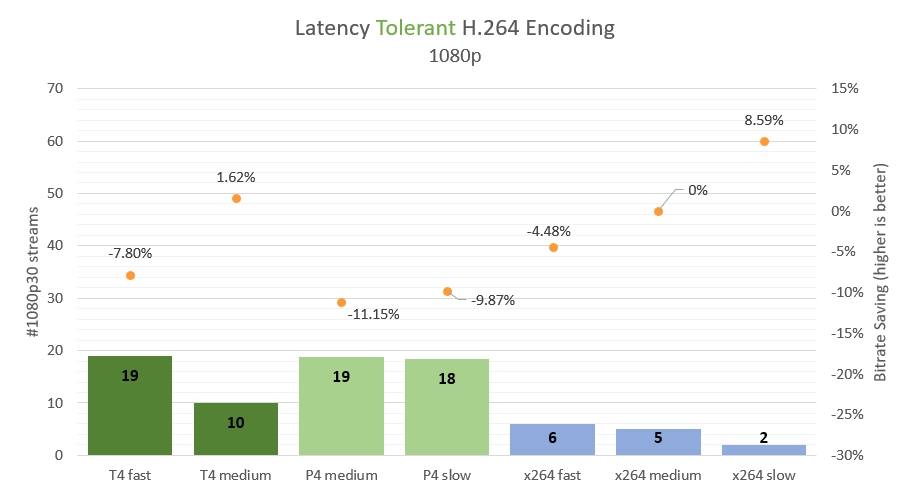 Latency Tolerant H.264 Encoding
1080p
70
60
50
40
30
20
10
0
#1080p30 streams
15%
10%
5%
0%
-5%
-10%
-15%
-20%
-25%
-30%
Bitrate Saving (higher is better)
-7.80%
1.62%
-11.15%
-9.87%
-4.48%
0%
8.59%
19
10
19
18
6
5
2
T4 fast
T4 medium
P4 medium
P4 slow
x264 fast
x264 medium
x264 slow